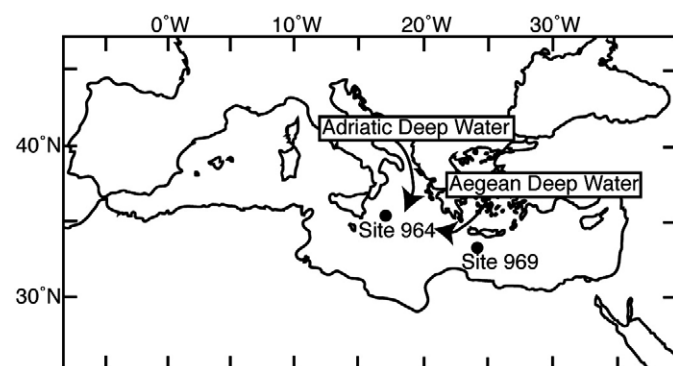 0°W 10°W 20°W 30°W
Adriatic Deep Water
40°N
Aegean Deep Water
Site 964
Site 969
30°N